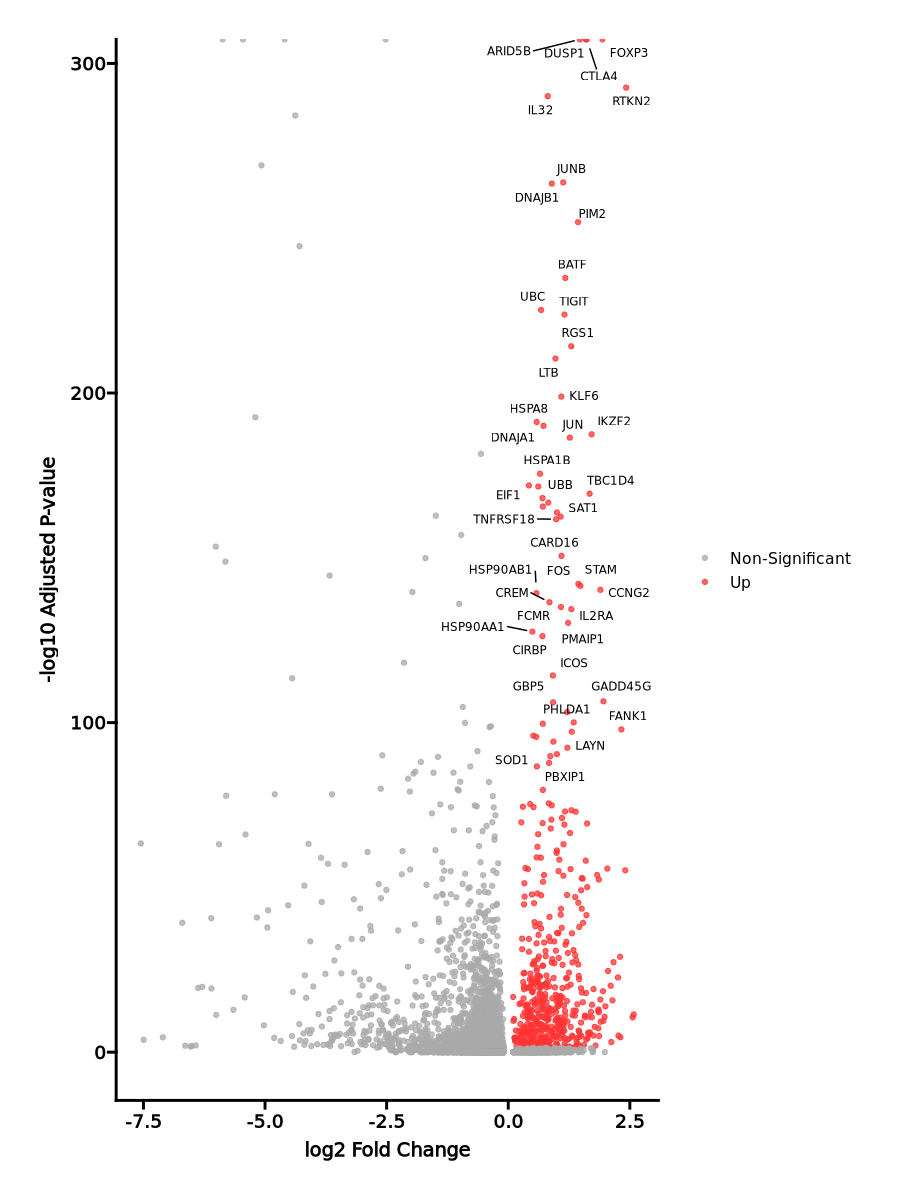 300
200
100
0
-7.5
-5.0
-2.5
0.0
2.5
log2 Fold Change
-log10 Adjusted P-value
Non-Significant
Up
ARID5B
DUSP1
FOXP3
CTLA4
RTKN2
IL32
JUNB
DNAJB1
PIM2
BATF
UBC
TIGIT
RGS1
LTB
KLF6
HSPA8
IKZF2
JUN
DNAJA1
HSPA1B
TBC1D4
UBB
EIF1
SAT1
TNFRSF18
CARD16
HSP90AB1
FOS
STAM
CREM
CCNG2
FCMR
IL2RA
HSP90AA1
PMAIP1
CIRBP
ICOS
GBP5
GADD45G
PHLDA1
FANK1
LAYN
SOD1
PBXIP1